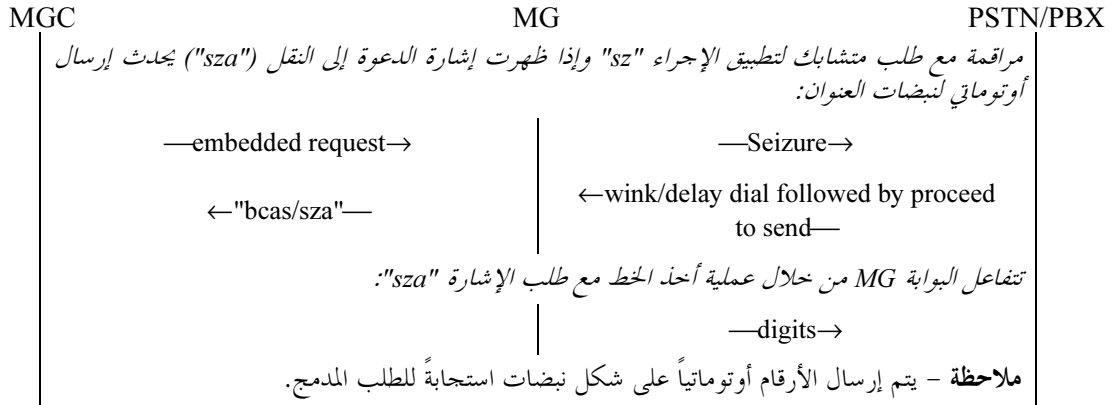 MGC MG PSTN/PBX
مراقمة مع طلب متشابك لتطبيق الإجراء "sz" وإذا ظهرت إشارة الدعوة إلى النقل ("sza") يحدث إرسال
أوتوماتي لنبضات العنوان:
—embedded request→ —Seizure→
←"bcas/sza"— ←wink/delay dial followed by proceed
to send—
تتفاعل البوابة MG من خلال عملية أخذ الخط مع طلب الإشارة "sza":
—digits→
ملاحظة – يتم إرسال الأرقام أوتوماتياً على شكل نبضات استجابةً للطلب المدمج.